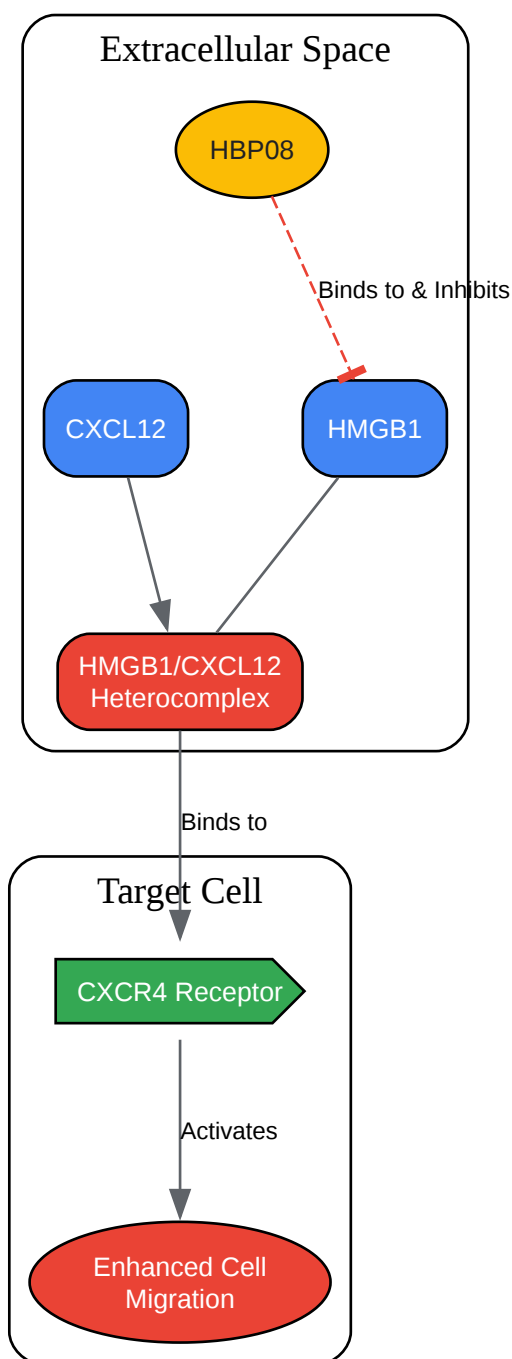 Extracellular Space
HBP08
Binds to & Inhibits
CXCL12
HMGB1
HMGB1/CXCL12
Heterocomplex
Binds to
Target Cell
CXCR4 Receptor
Activates
Enhanced Cell
Migration